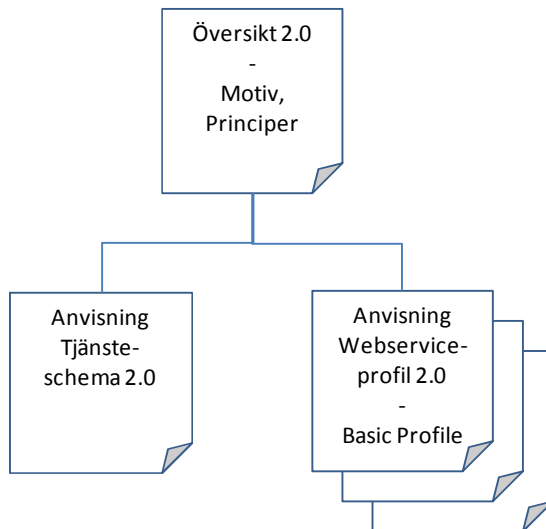 Översikt 2.0
-
Motiv,
Principer
Anvisning
Tjänste-
schema 2.0
Anvisning
Webservice-
profil 2.0
-
Basic Profile